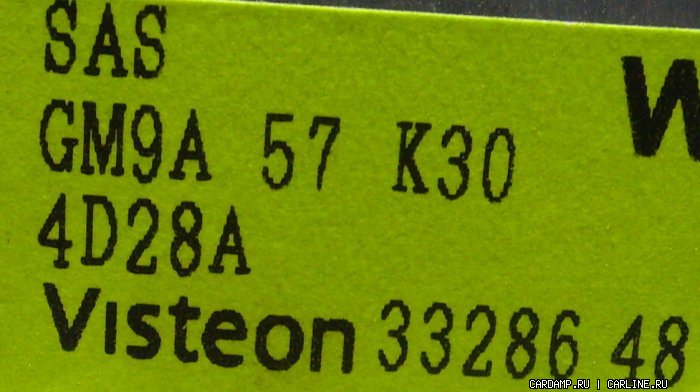 SAS
GM9A 57 K30
4D28A
Visteon 33286 48
CARDAMP.RU | CARLINE.RU